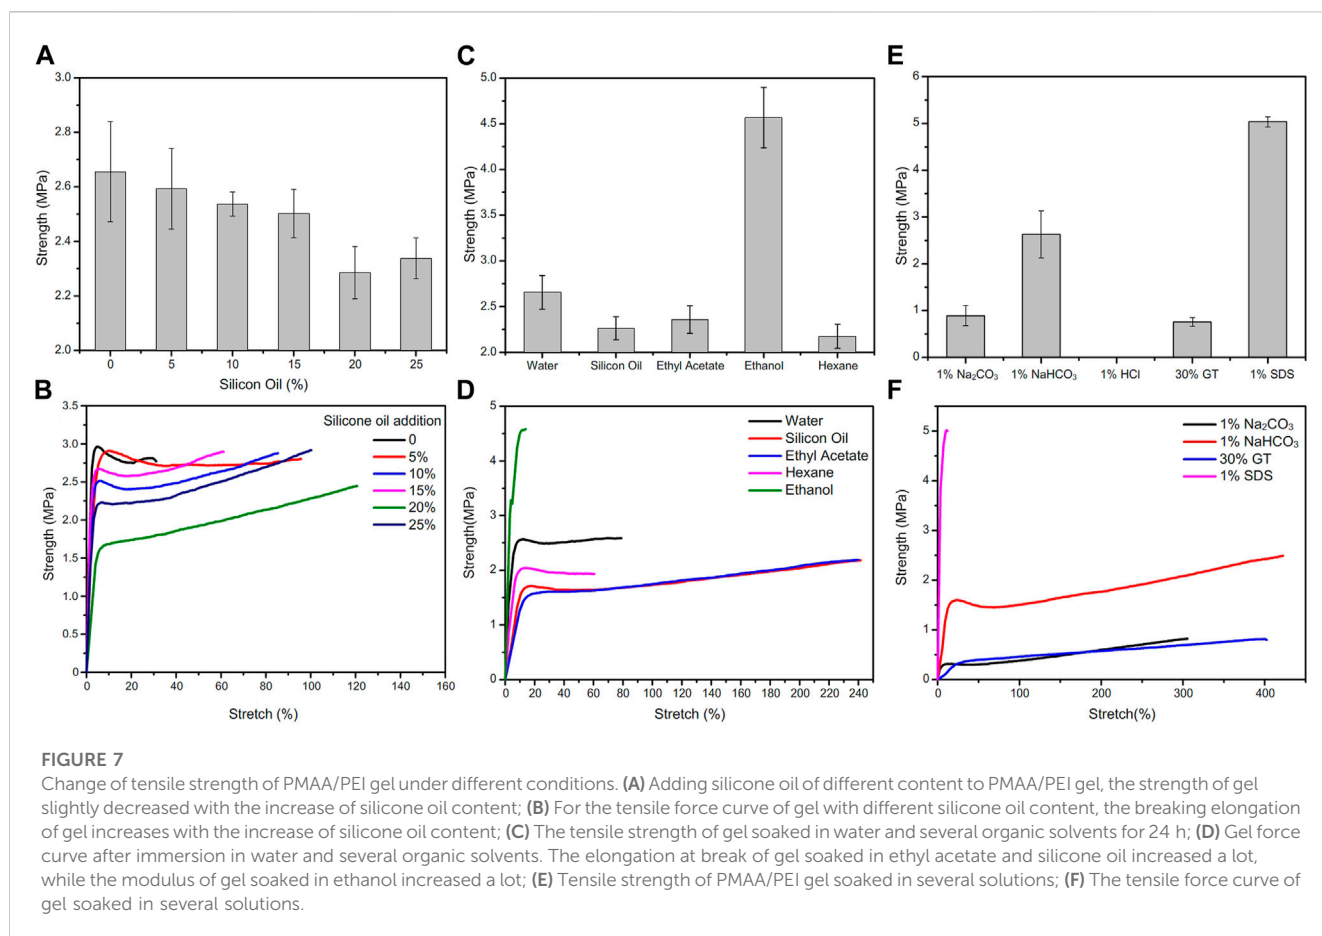 A
3.0
2.8
2.6
2.4
2.2
2.0
Strength (MPa)
0 5 10 15 20 25
Silicon Oil (%)
C
5.0
4.5
4.0
3.5
3.0
2.5
2.0
Strength (MPa)
Water Silicon Oil Ethyl Acetate Ethanol Hexane
E
6
5
4
3
2
1
0
Strength (MPa)
1% Na₂CO₃ 1% NaHCO₃ 1% HCl 30% GT 1% SDS
B
3.5
3.0
2.5
2.0
1.5
1.0
0.5
0
Strength (MPa)
Silicone oil addition
0
5%
10%
15%
20%
25%
0 20 40 60 80 100 120 140 160
Stretch (%)
D
5
4
3
2
1
0
Strength(MPa)
Water
Silicon Oil
Ethyl Acetate
Hexane
Ethanol
0 20 40 60 80 100 120 140 160 180 200 220 240
Stretch (%)
F
5
4
3
2
1
0
Strength (MPa)
1% Na₂CO₃
1% NaHCO₃
30% GT
1% SDS
0 100 200 300 400
Stretch(%)
FIGURE 7
Change of tensile strength of PMAA/PEI gel under different conditions. (A) Adding silicone oil of different content to PMAA/PEI gel, the strength of gel
slightly decreased with the increase of silicone oil content; (B) For the tensile force curve of gel with different silicone oil content, the breaking elongation
of gel increases with the increase of silicone oil content; (C) The tensile strength of gel soaked in water and several organic solvents for 24 h; (D) Gel force
curve after immersion in water and several organic solvents. The elongation at break of gel soaked in ethyl acetate and silicone oil increased a lot,
while the modulus of gel soaked in ethanol increased a lot; (E) Tensile strength of PMAA/PEI gel soaked in several solutions; (F) The tensile force curve of
gel soaked in several solutions.